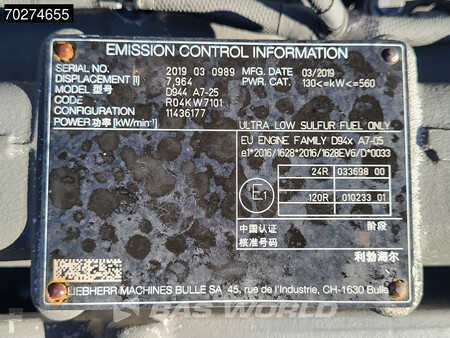 70274655
EMISSION CONTROL INFORMATION
SERIAL NO. 2019 03 0989 MFG. DATE 03/2019
DISPLACEMENT [l] 7,964 PWR. CAT. 130<=kW<=560
MODEL 型号 D944 A7-25
CODE R04KW7101
CONFIGURATION 11436177
POWER 功率 [kW/min⁻¹]
ULTRA LOW SULFUR FUEL ONLY
EU ENGINE FAMILY D94x A7-05
e1*2016/1628*2016/1628EV6/D*0033
E1 24R 033698 00
120R 010233 01
中国认证 阶段
核准号
利勃海尔
LIEBHERR MACHINES BULLE SA, 45, rue de l'Industrie, CH-1630 Bulle
BAS WORLD